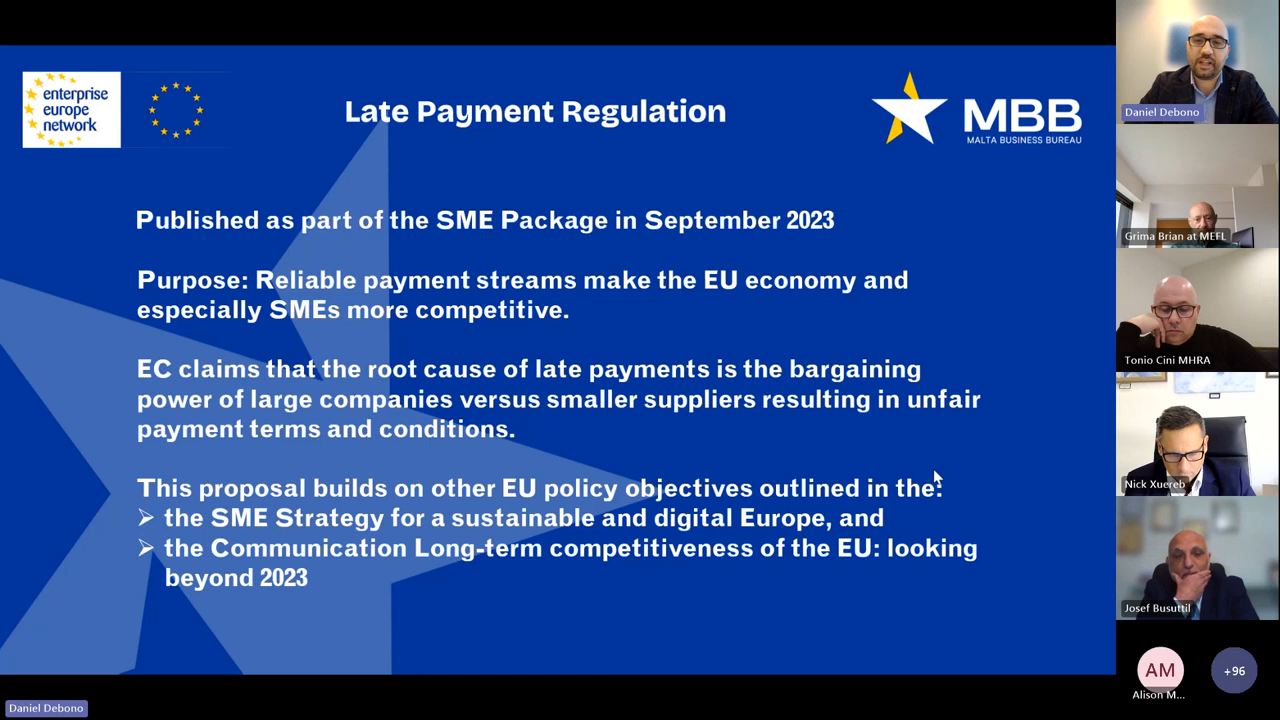 enterprise
europe
network
Late Payment Regulation
MBB
MALTA BUSINESS BUREAU
Published as part of the SME Package in September 2023
Purpose: Reliable payment streams make the EU economy and
especially SMEs more competitive.
EC claims that the root cause of late payments is the bargaining
power of large companies versus smaller suppliers resulting in unfair
payment terms and conditions.
This proposal builds on other EU policy objectives outlined in the:
➢ the SME Strategy for a sustainable and digital Europe, and
➢ the Communication Long-term competitiveness of the EU: looking
beyond 2023
Daniel Debono
Daniel Debono
Grima Brian at MEFL
Tonio Cini MHRA
Nick Xuereb
Josef Busuttil
AM
Alison M...
+96